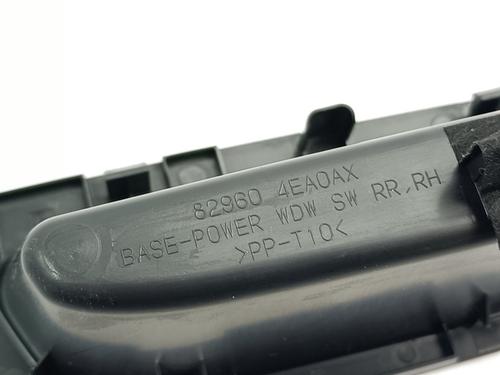 82960 4EA0AX
BASE-POWER WDW SW RR,RH
>PP-T10<